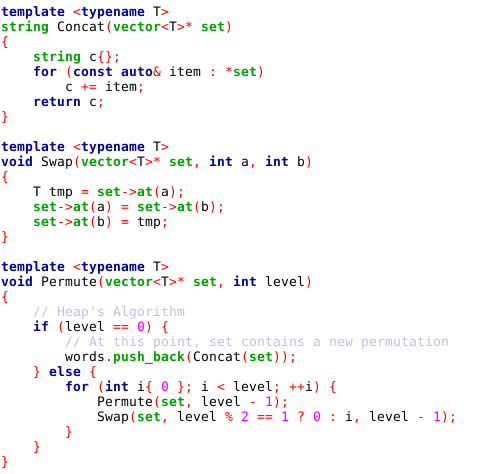 template <typename T>
string Concat(vector<T>* set)
{
    string c{};
    for (const auto& item : *set)
        c += item;
    return c;
}

template <typename T>
void Swap(vector<T>* set, int a, int b)
{
    T tmp = set->at(a);
    set->at(a) = set->at(b);
    set->at(b) = tmp;
}

template <typename T>
void Permute(vector<T>* set, int level)
{
    // Heap's Algorithm
    if (level == 0) {
        // At this point, set contains a new permutation
        words.push_back(Concat(set));
    } else {
        for (int i{ 0 }; i < level; ++i) {
            Permute(set, level - 1);
            Swap(set, level % 2 == 1 ? 0 : i, level - 1);
        }
    }
}